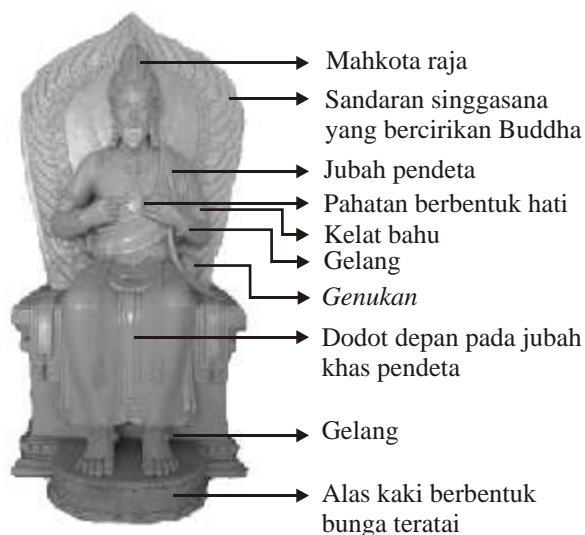 Mahkota raja
Sandaran singgasana
yang bercirikan Buddha
Jubah pendeta
Pahatan berbentuk hati
Kelat bahu
Gelang
Genukan
Dodot depan pada jubah
khas pendeta
Gelang
Alas kaki berbentuk
bunga teratai